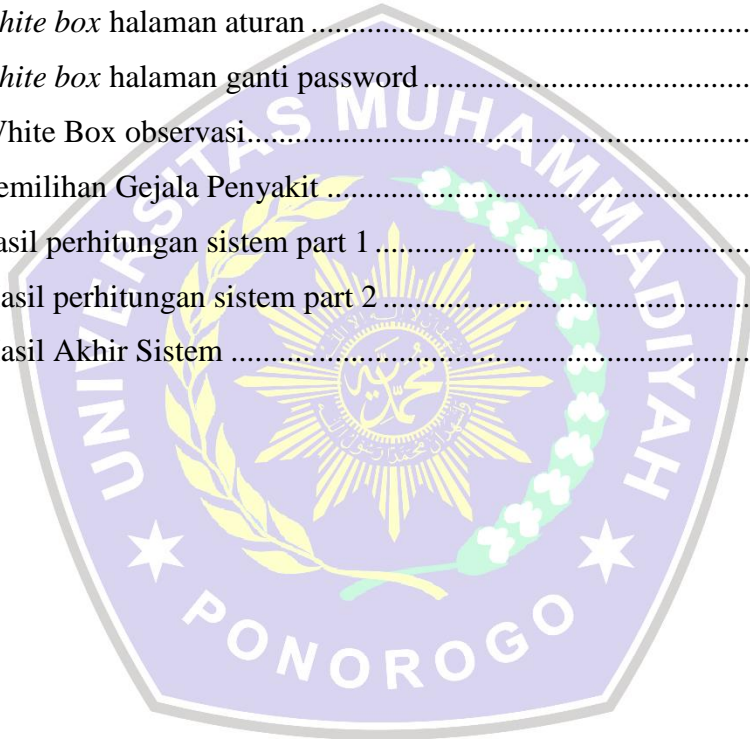 hite box halaman aturan ........................................................
hite box halaman ganti password ........................................
White Box observasi........................................................
emilihan Gejala Penyakit ........................................................
asil perhitungan sistem part 1 ........................................................
asil perhitungan sistem part 2 ........................................................
asil Akhir Sistem ........................................................
UNIVERSITAS MUHAMMADIYAH
PONOROGO
محمدية